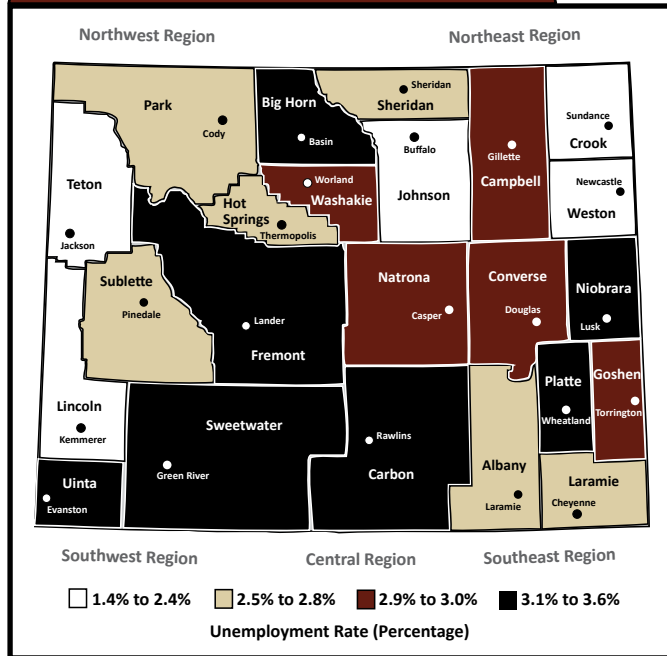 Northwest Region
Northeast Region
Park
Cody
Big Horn
Basin
Sheridan
Sheridan
Buffalo
Johnson
Gillette
Campbell
Sundance
Crook
Newcastle
Weston
Teton
Jackson
Worland
Washakie
Hot
Springs
Thermopolis
Sublette
Pinedale
Lander
Fremont
Natrona
Casper
Converse
Douglas
Niobrara
Lusk
Lincoln
Kemmerer
Sweetwater
Green River
Rawlins
Carbon
Platte
Wheatland
Goshen
Torrington
Uinta
Evanston
Albany
Laramie
Laramie
Cheyenne
Southwest Region
Central Region
Southeast Region
1.4% to 2.4%
2.5% to 2.8%
2.9% to 3.0%
3.1% to 3.6%
Unemployment Rate (Percentage)